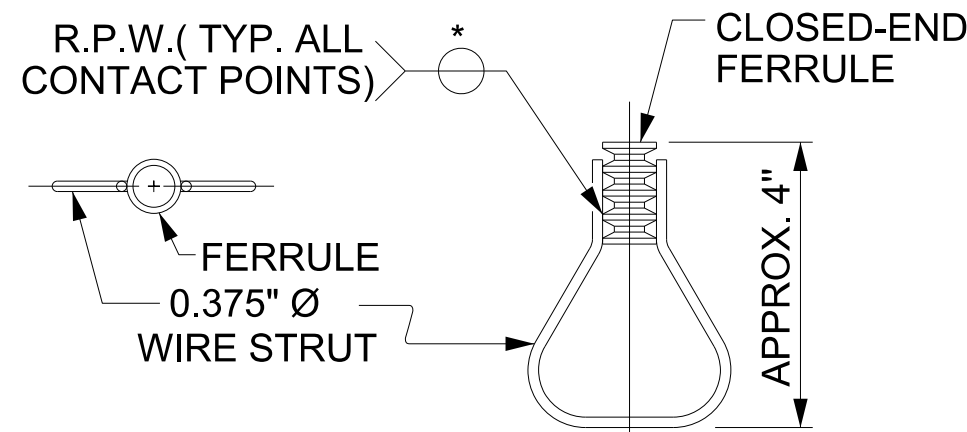 R.P.W.( TYP. ALL
CONTACT POINTS)
*
CLOSED-END
FERRULE
FERRULE
0.375" Ø
WIRE STRUT
APPROX. 4"